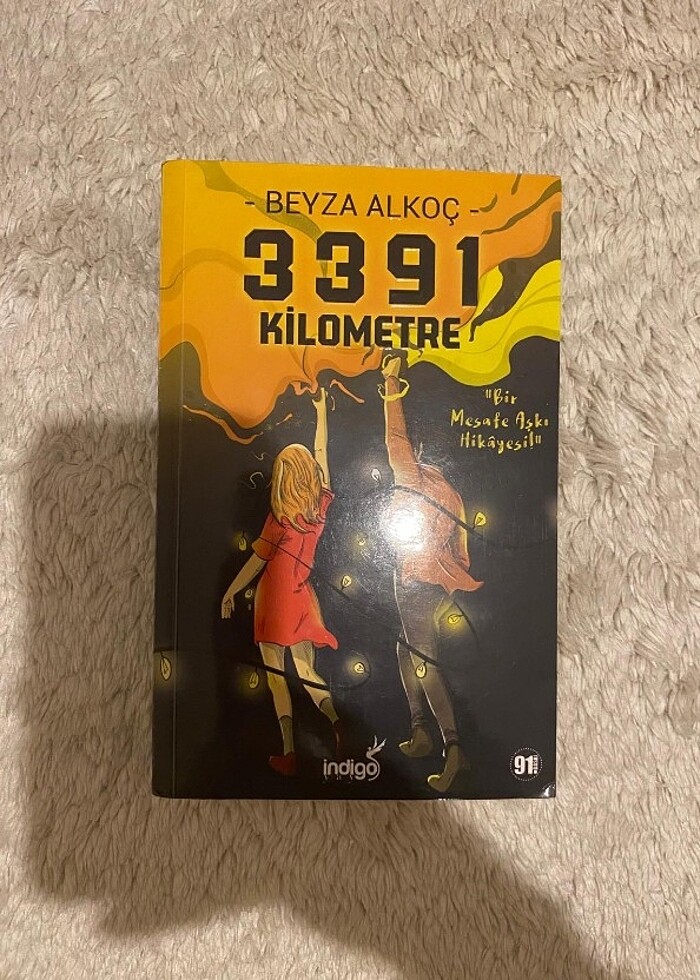 - BEYZA ALKOÇ -
3391
KİLOMETRE
"Bir
Mesafe Aşkı
Hikâyesi!"
indigo
91.